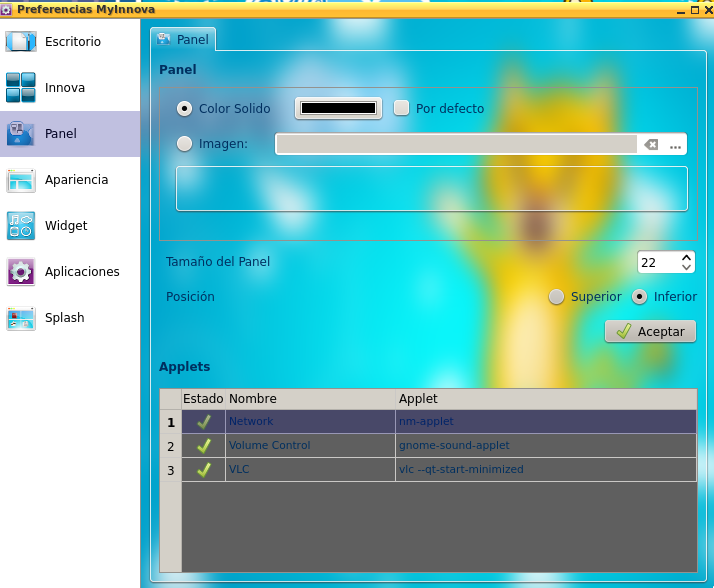 Preferencias MyInnova
Escritorio
Innova
Panel
Apariencia
Widget
Aplicaciones
Splash
Panel
Panel
Color Solido
Por defecto
Imagen:
...
Tamaño del Panel
22
Posición
Superior
Inferior
Aceptar
Applets
Estado Nombre Applet
1 Network nm-applet
2 Volume Control gnome-sound-applet
3 VLC vlc --qt-start-minimized